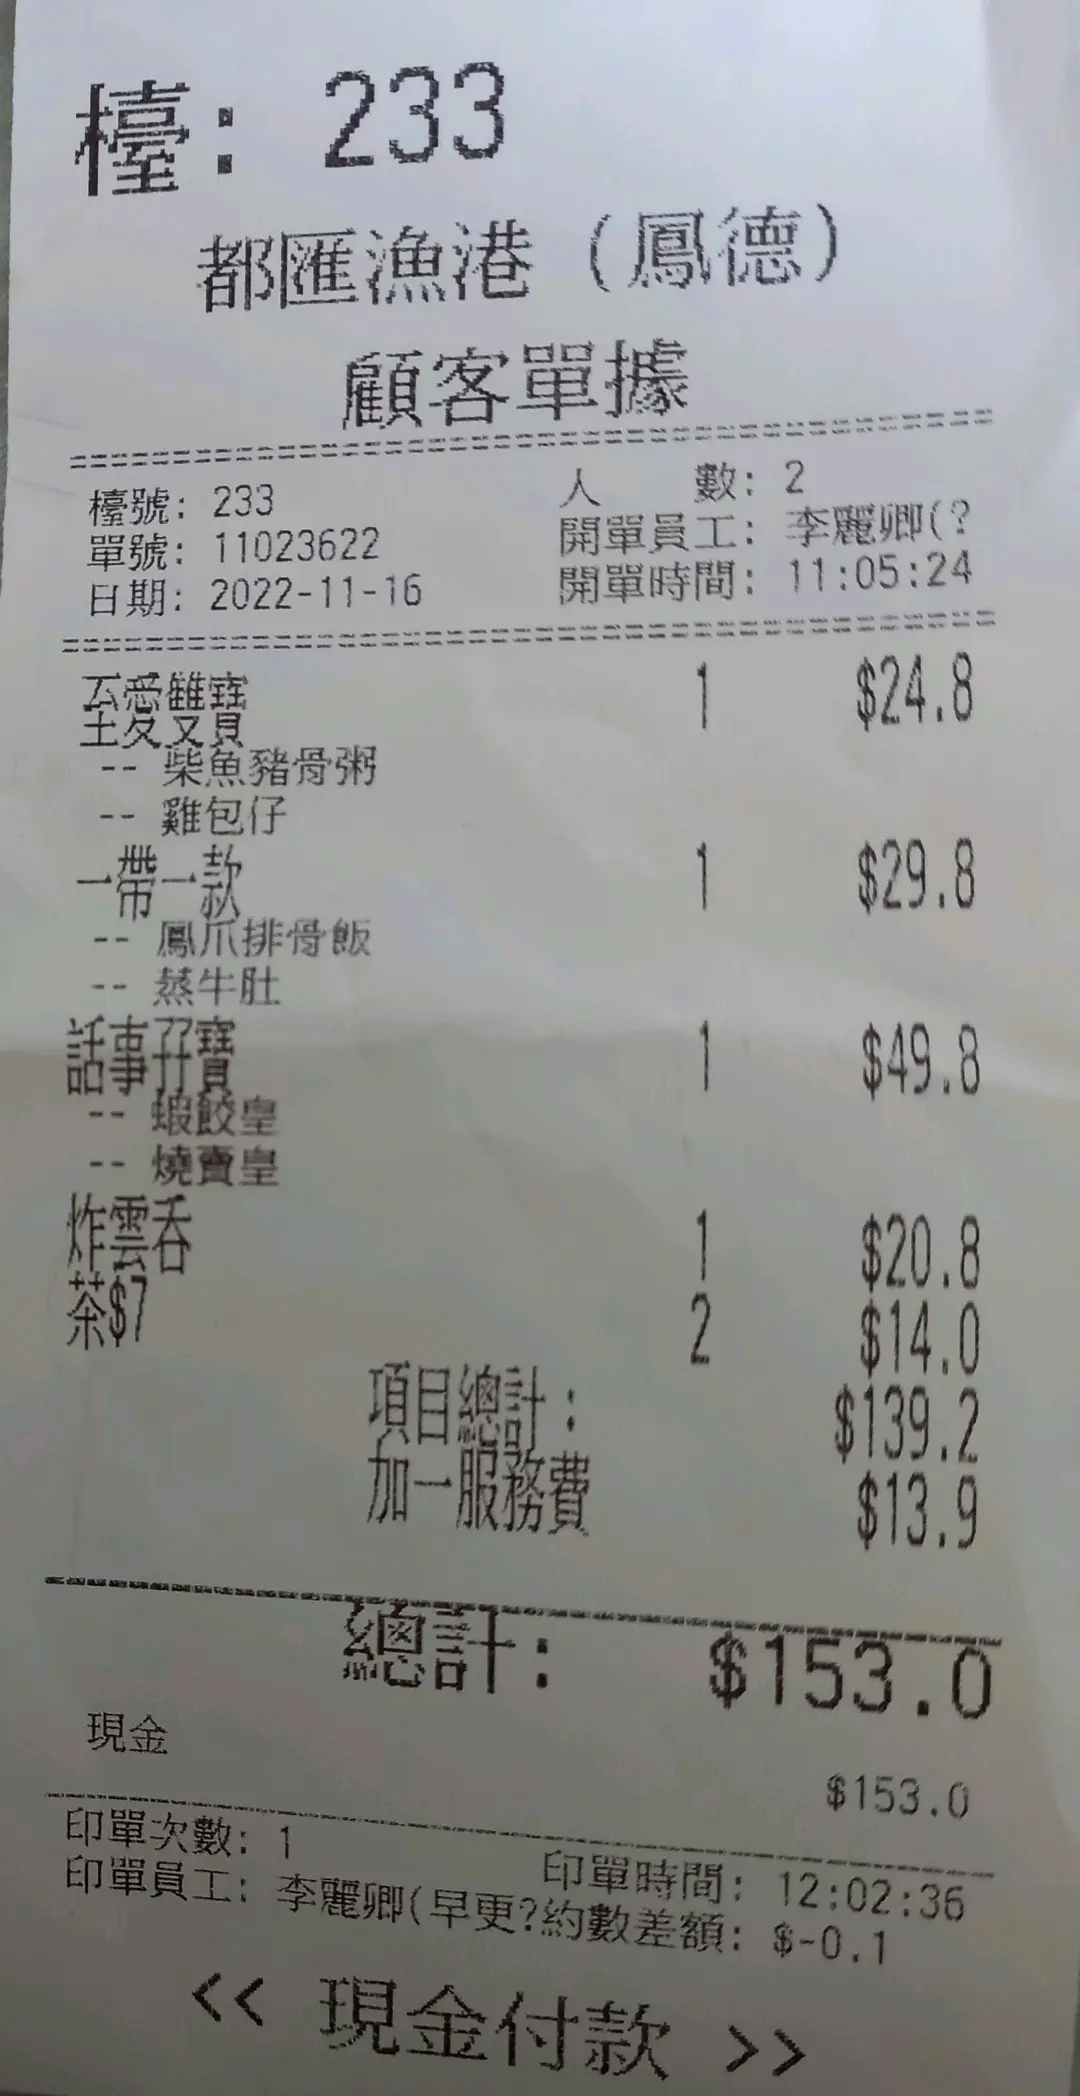 檯: 233
都匯漁港(鳳德)
顧客單據
檯號: 233 人 數: 2
單號: 11023622 開單員工: 李麗卿(?
日期: 2022-11-16 開單時間: 11:05:24
至愛雙寶 1 $24.8
-- 柴魚豬骨粥
-- 雞包仔
一帶一款 1 $29.8
-- 鳳爪排骨飯
-- 蒸牛肚
話事孖寶 1 $49.8
-- 蝦餃皇
-- 燒賣皇
炸雲吞 1 $20.8
茶$7 2 $14.0
項目總計: $139.2
加一服務費 $13.9
總計: $153.0
現金 $153.0
印單次數: 1 印單時間: 12:02:36
印單員工: 李麗卿(早更?約數差額: $-0.1
<< 現金付款 >>